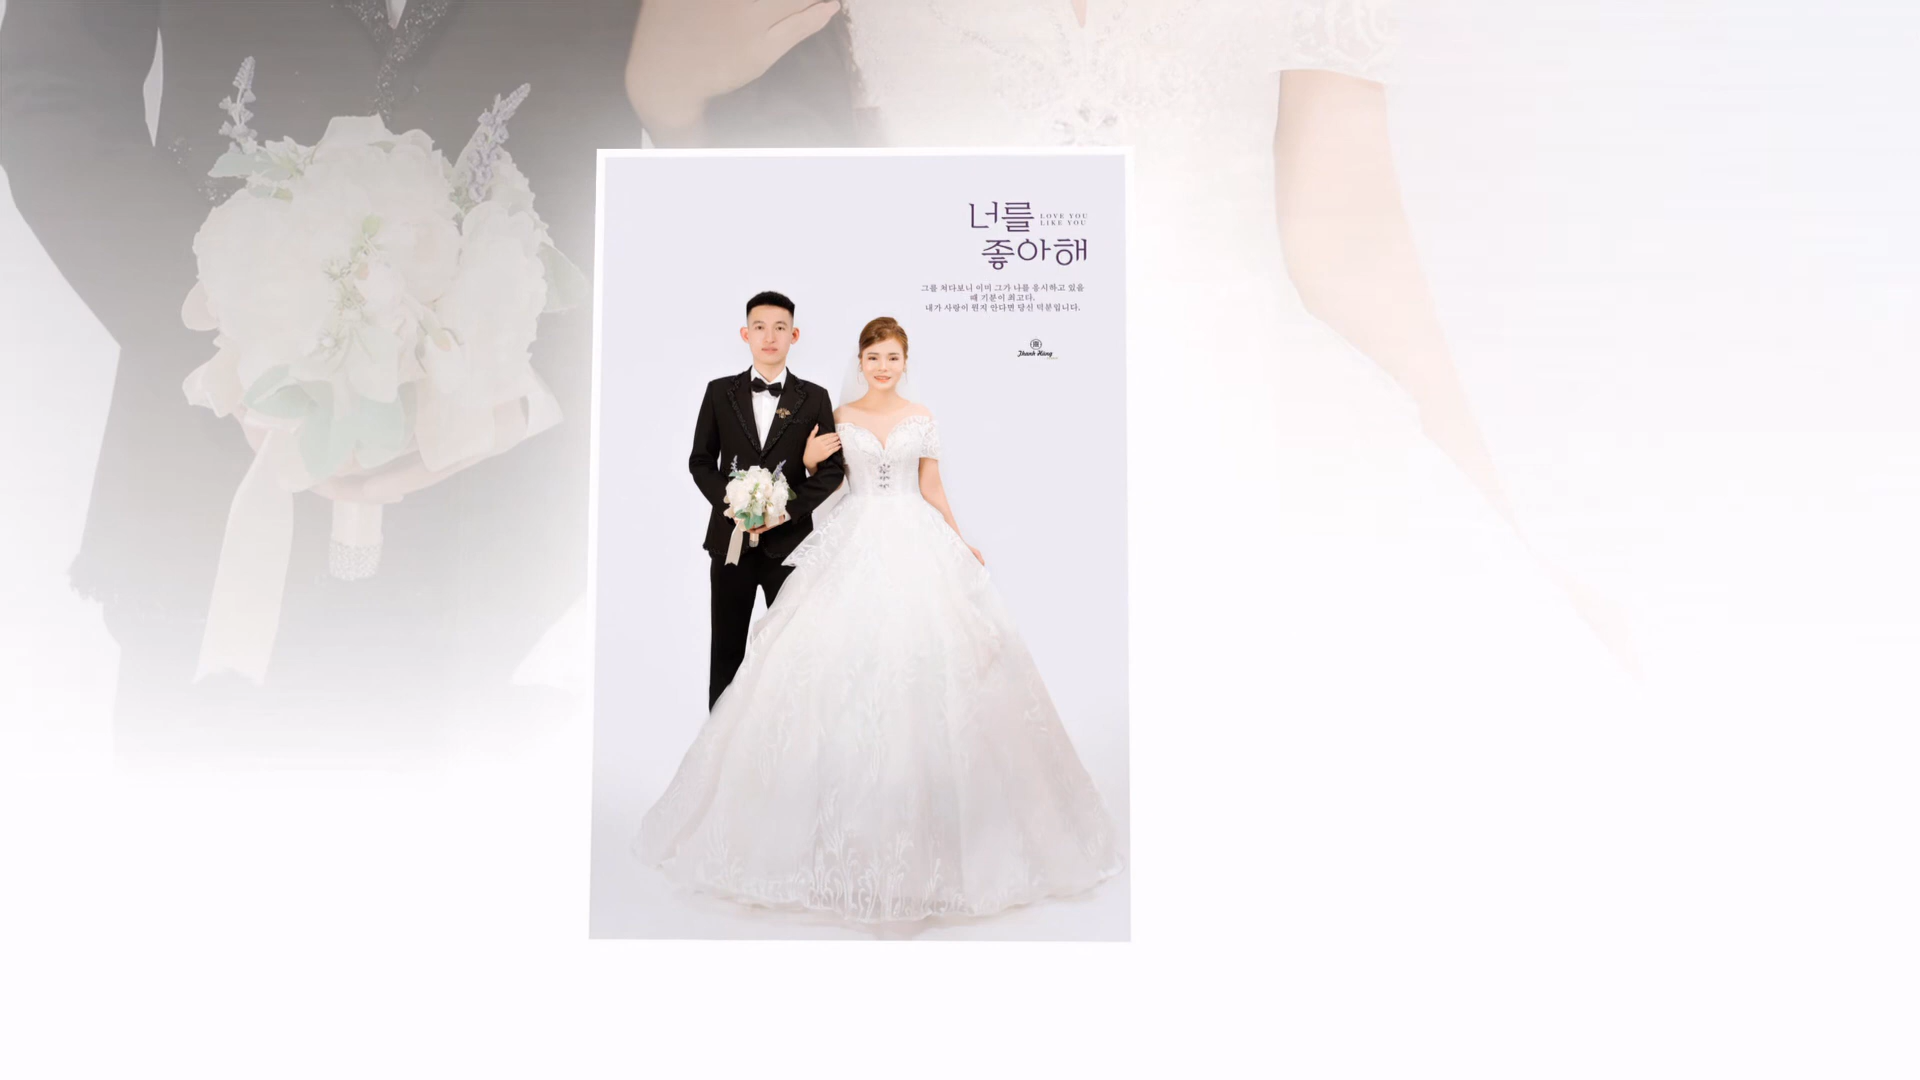 너를
LOVE YOU
LIKE YOU
좋아해
그를 쳐다보니 이미 그가 나를 응시하고 있을
때 기분이 최고다.
내가 사랑이 뭔지 안다면 당신 덕분입니다.
Thanh Hằng